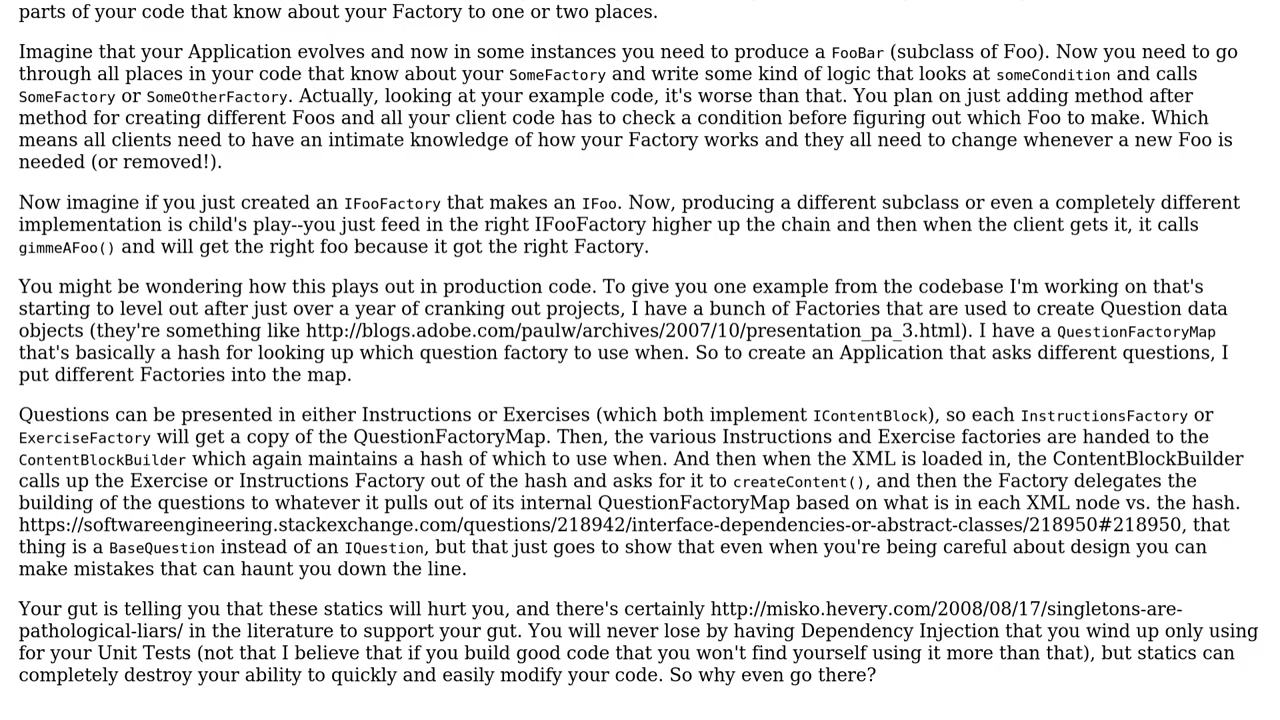 parts of your code that know about your Factory to one or two places.
Imagine that your Application evolves and now in some instances you need to produce a FooBar (subclass of Foo). Now you need to go
through all places in your code that know about your SomeFactory and write some kind of logic that looks at someCondition and calls
SomeFactory or SomeOtherFactory. Actually, looking at your example code, it's worse than that. You plan on just adding method after
method for creating different Foos and all your client code has to check a condition before figuring out which Foo to make. Which
means all clients need to have an intimate knowledge of how your Factory works and they all need to change whenever a new Foo is
needed (or removed!).
Now imagine if you just created an IFooFactory that makes an IFoo. Now, producing a different subclass or even a completely different
implementation is child's play--you just feed in the right IFooFactory higher up the chain and then when the client gets it, it calls
gimmeAFoo() and will get the right foo because it got the right Factory.
You might be wondering how this plays out in production code. To give you one example from the codebase I'm working on that's
starting to level out after just over a year of cranking out projects, I have a bunch of Factories that are used to create Question data
objects (they're something like http://blogs.adobe.com/paulw/archives/2007/10/presentation_pa_3.html). I have a QuestionFactoryMap
that's basically a hash for looking up which question factory to use when. So to create an Application that asks different questions, I
put different Factories into the map.
Questions can be presented in either Instructions or Exercises (which both implement IContentBlock), so each InstructionsFactory or
ExerciseFactory will get a copy of the QuestionFactoryMap. Then, the various Instructions and Exercise factories are handed to the
ContentBlockBuilder which again maintains a hash of which to use when. And then when the XML is loaded in, the ContentBlockBuilder
calls up the Exercise or Instructions Factory out of the hash and asks for it to createContent(), and then the Factory delegates the
building of the questions to whatever it pulls out of its internal QuestionFactoryMap based on what is in each XML node vs. the hash.
https://softwareengineering.stackexchange.com/questions/218942/interface-dependencies-or-abstract-classes/218950#218950, that
thing is a BaseQuestion instead of an IQuestion, but that just goes to show that even when you're being careful about design you can
make mistakes that can haunt you down the line.
Your gut is telling you that these statics will hurt you, and there's certainly http://misko.hevery.com/2008/08/17/singletons-are-
pathological-liars/ in the literature to support your gut. You will never lose by having Dependency Injection that you wind up only using
for your Unit Tests (not that I believe that if you build good code that you won't find yourself using it more than that), but statics can
completely destroy your ability to quickly and easily modify your code. So why even go there?